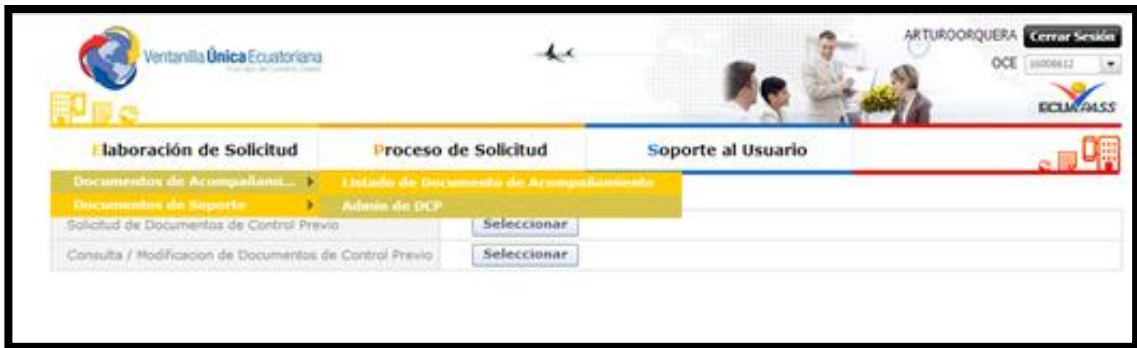 ARTUROORQUERA Cerrar Sesión
Ventanilla Única Ecuatoriana
OCE 16008612
ECUAPASS
Elaboración de Solicitud Proceso de Solicitud Soporte al Usuario
Documentos de Acompañami... Listado de Documento de Acompañamiento
Documentos de Soporte Admin de DCP
Solicitud de Documentos de Control Previo Seleccionar
Consulta / Modificacion de Documentos de Control Previo Seleccionar